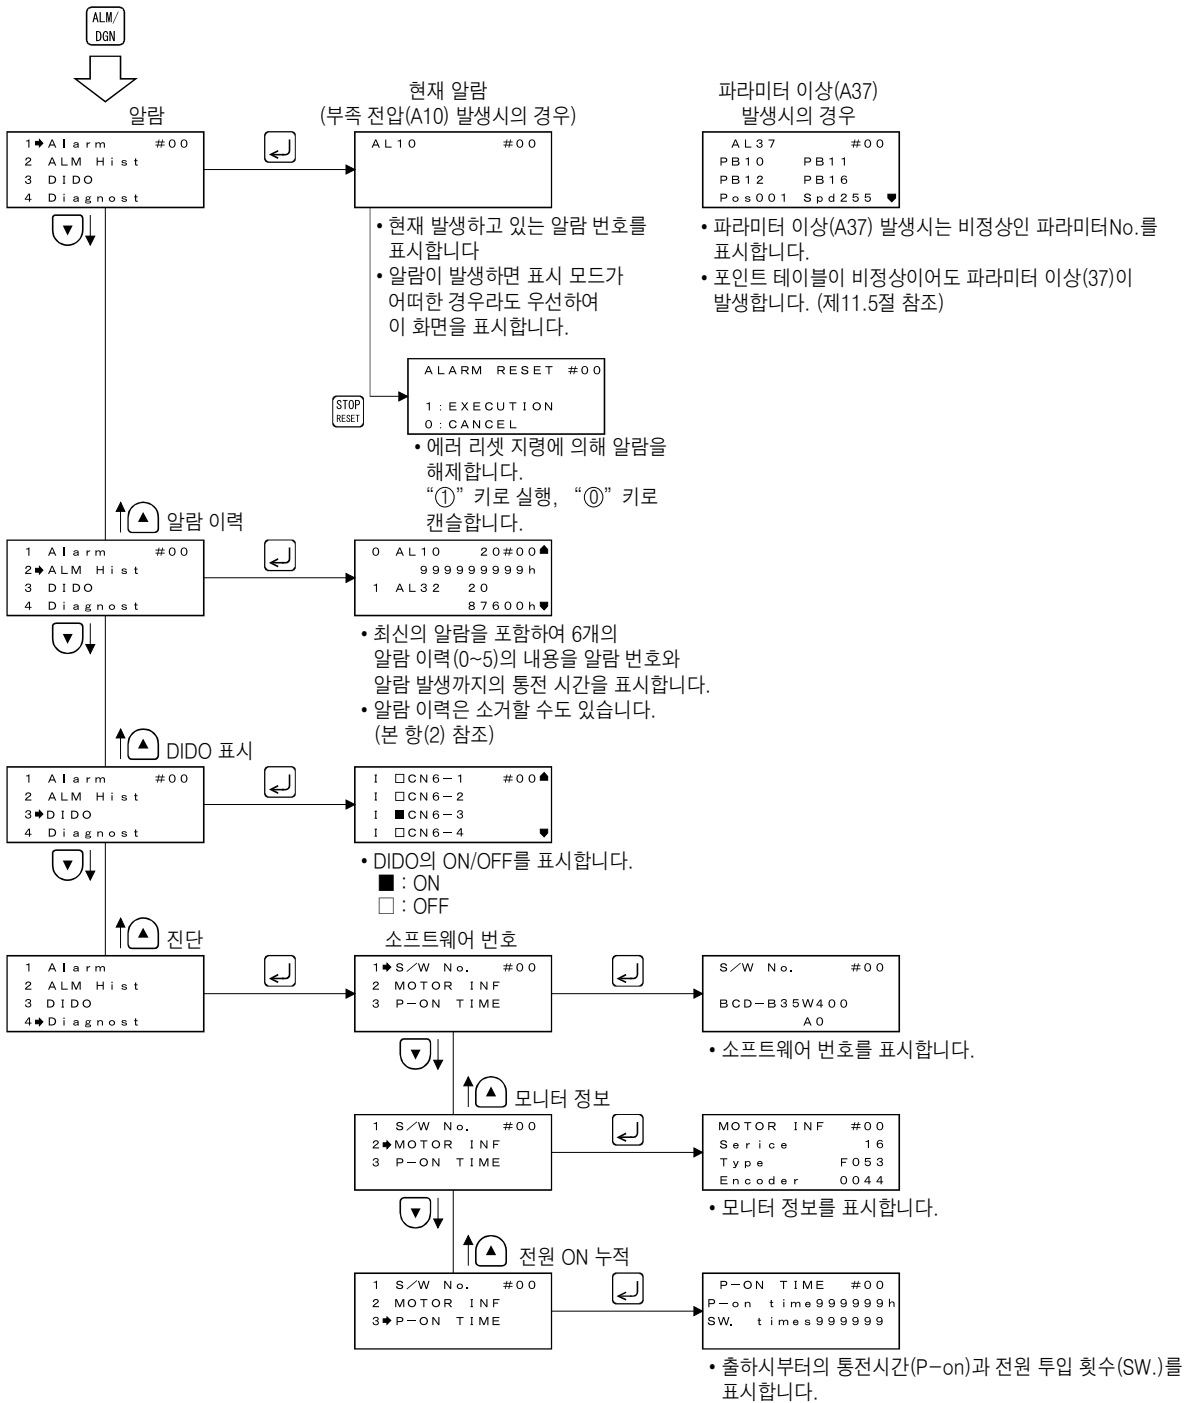 ALM/
DGN
알람
1➡Alarm #00
2 ALM Hist
3 DIDO
4 Diagnost
현재 알람
(부족 전압(A10) 발생시의 경우)
AL10 #00
• 현재 발생하고 있는 알람 번호를
표시합니다
• 알람이 발생하면 표시 모드가
어떠한 경우라도 우선하여
이 화면을 표시합니다.
파라미터 이상(A37)
발생시의 경우
AL37 #00
PB10 PB11
PB12 PB16
Pos001 Spd255
• 파라미터 이상(A37) 발생시는 비정상인 파라미터No.를
표시합니다.
• 포인트 테이블이 비정상이어도 파라미터 이상(37)이
발생합니다. (제11.5절 참조)
STOP
RESET
ALARM RESET #00
1:EXECUTION
0:CANCEL
• 에러 리셋 지령에 의해 알람을
해제합니다.
“①” 키로 실행, “⓪” 키로
캔슬합니다.
알람 이력
1 Alarm #00
2➡ALM Hist
3 DIDO
4 Diagnost
0 AL10 20#00
999999999h
1 AL32 20
87600h
• 최신의 알람을 포함하여 6개의
알람 이력(0~5)의 내용을 알람 번호와
알람 발생까지의 통전 시간을 표시합니다.
• 알람 이력은 소거할 수도 있습니다.
(본 항(2) 참조)
DIDO 표시
1 Alarm #00
2 ALM Hist
3➡DIDO
4 Diagnost
I □CN6-1 #00
I □CN6-2
I ■CN6-3
I □CN6-4
• DIDO의 ON/OFF를 표시합니다.
■ : ON
□ : OFF
진단
1 Alarm
2 ALM Hist
3 DIDO
4➡Diagnost
소프트웨어 번호
1➡S/W No. #00
2 MOTOR INF
3 P-ON TIME
S/W No. #00
BCD-B35W400
A0
• 소프트웨어 번호를 표시합니다.
모니터 정보
1 S/W No. #00
2➡MOTOR INF
3 P-ON TIME
MOTOR INF #00
Serice 16
Type F053
Encoder 0044
• 모니터 정보를 표시합니다.
전원 ON 누적
1 S/W No. #00
2 MOTOR INF
3➡P-ON TIME
P-ON TIME #00
P-on time999999h
SW. times999999
• 출하시부터의 통전시간(P-on)과 전원 투입 횟수(SW.)를
표시합니다.